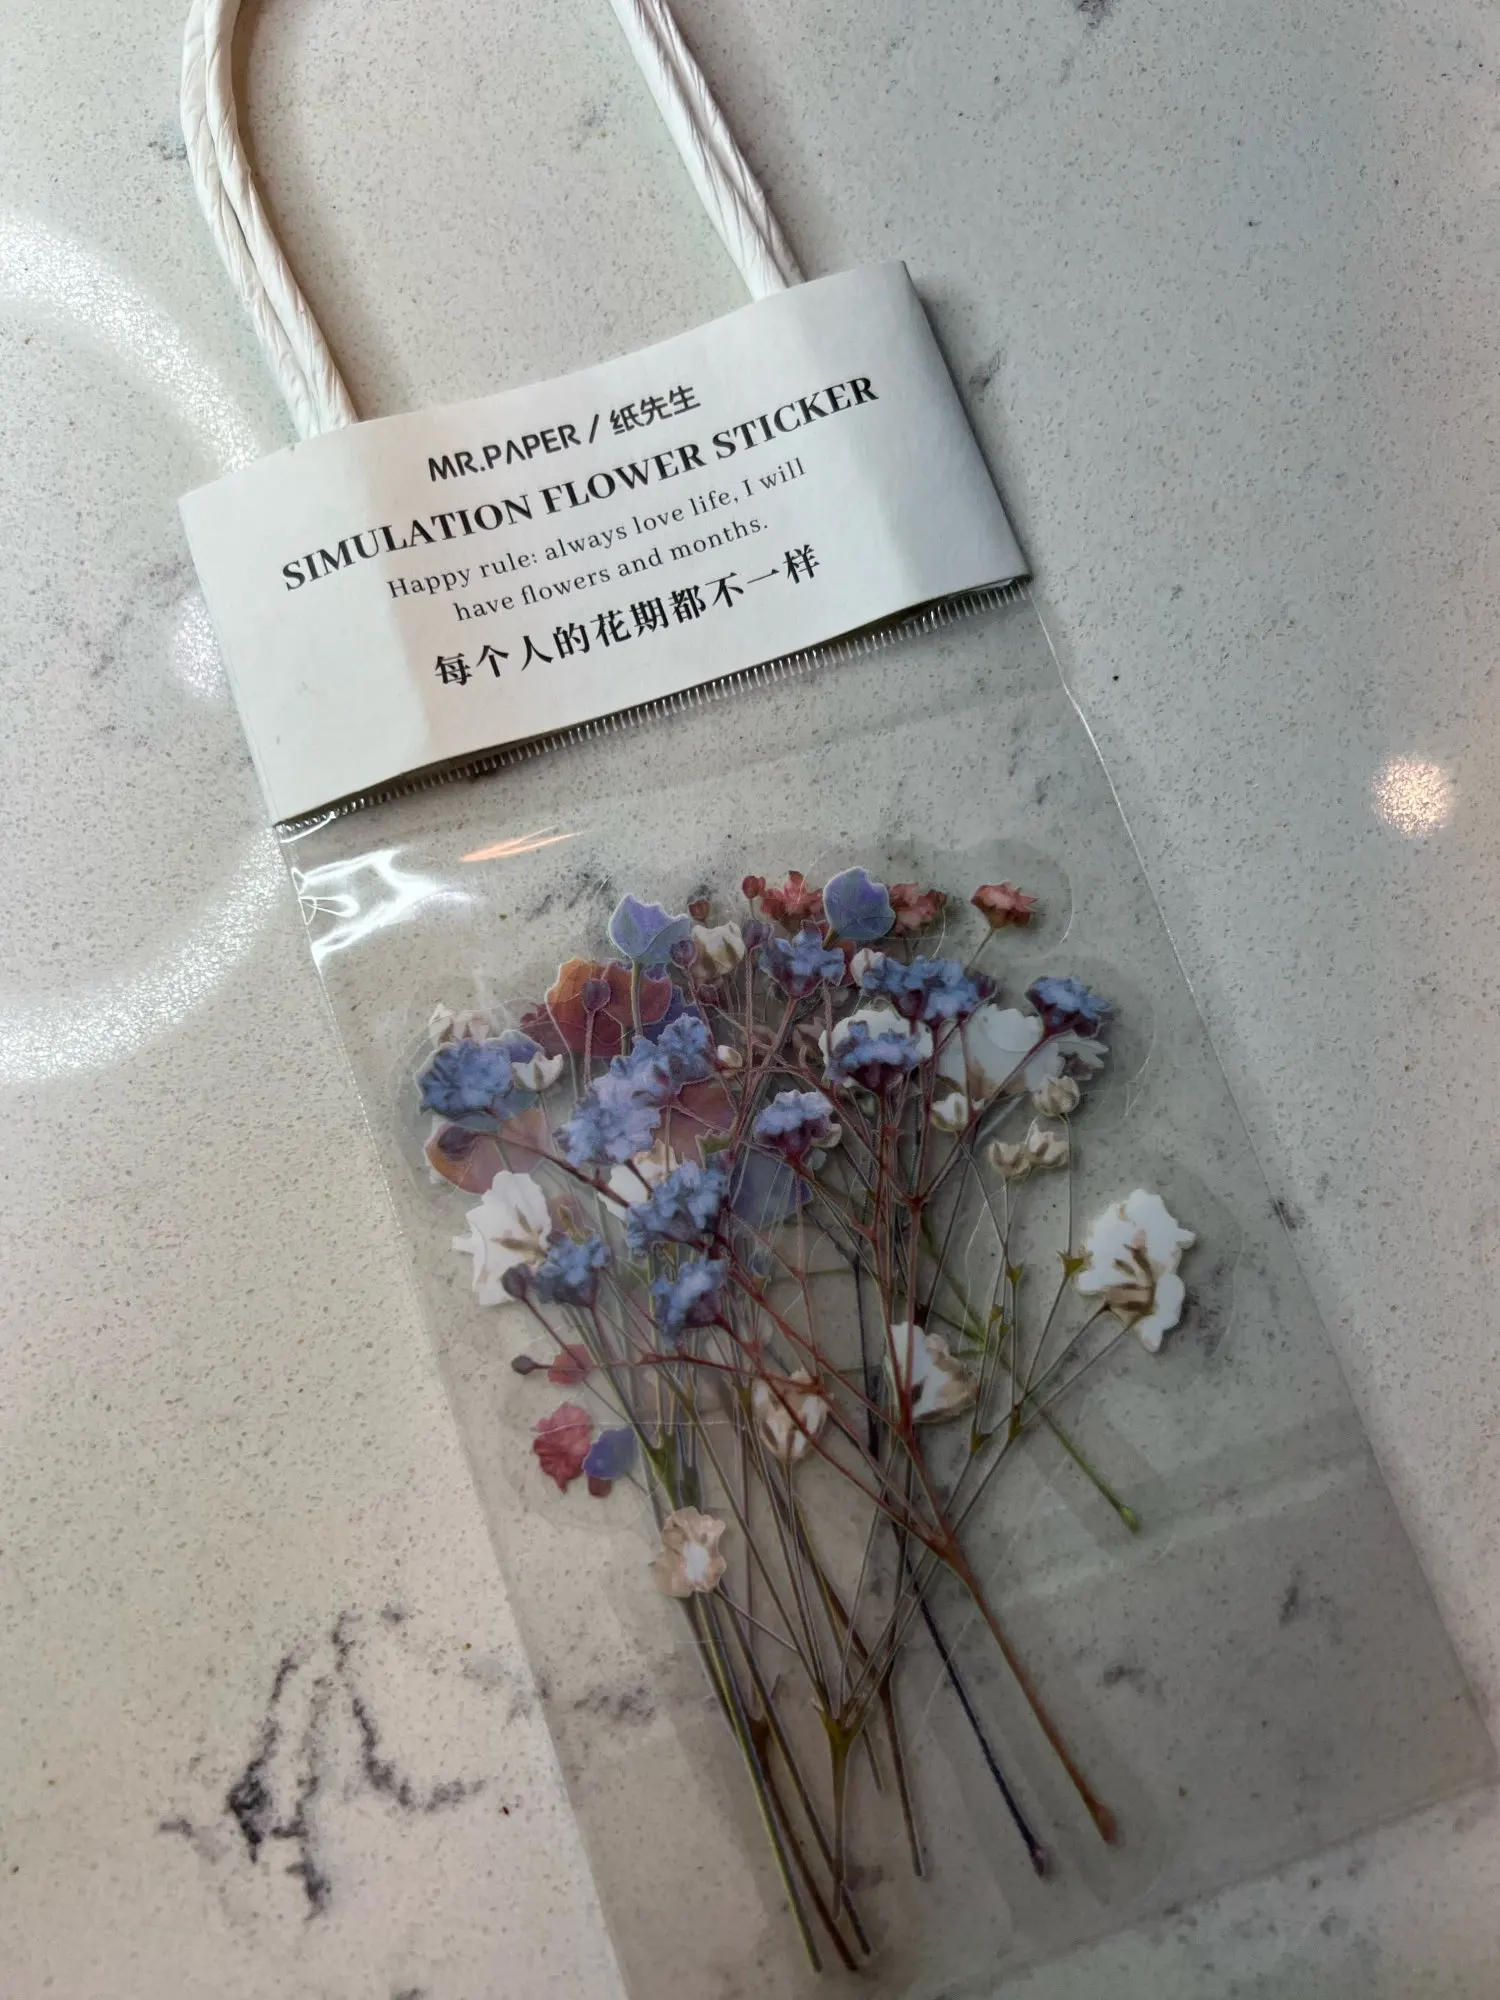 MR.PAPER / 纸先生
SIMULATION FLOWER STICKER
Happy rule: always love life, I will
have flowers and months.
每个人的花期都不一样